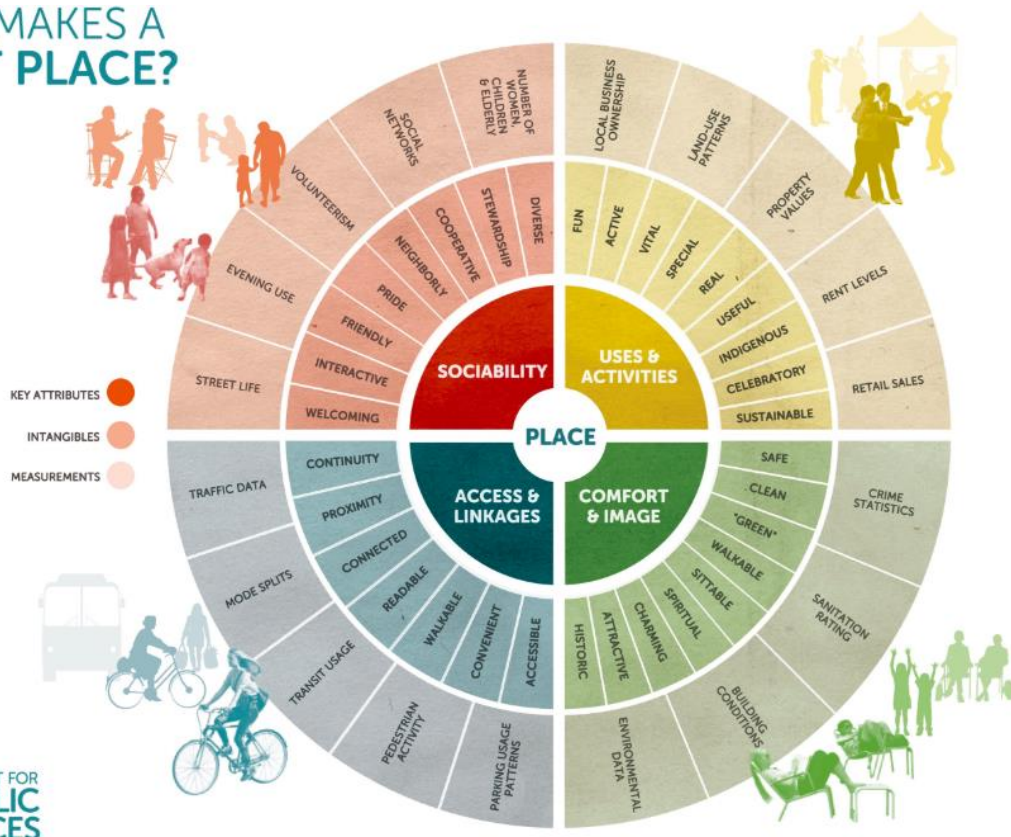 MAKES A
T PLACE?
KEY ATTRIBUTES
INTANGIBLES
MEASUREMENTS
PLACE
SOCIABILITY
WELCOMING
INTERACTIVE
FRIENDLY
PRIDE
NEIGHBORLY
COOPERATIVE
STEWARDSHIP
DIVERSE
STREET LIFE
EVENING USE
VOLUNTEERISM
SOCIAL
NETWORKS
NUMBER OF
WOMEN,
CHILDREN
& ELDERLY
USES &
ACTIVITIES
FUN
ACTIVE
VITAL
SPECIAL
REAL
USEFUL
INDIGENOUS
CELEBRATORY
SUSTAINABLE
LOCAL BUSINESS
OWNERSHIP
LAND-USE
PATTERNS
PROPERTY
VALUES
RENT LEVELS
RETAIL SALES
ACCESS &
LINKAGES
CONTINUITY
PROXIMITY
CONNECTED
READABLE
WALKABLE
CONVENIENT
ACCESSIBLE
TRAFFIC DATA
MODE SPLITS
TRANSIT USAGE
PEDESTRIAN
ACTIVITY
PARKING USAGE
PATTERNS
COMFORT
& IMAGE
SAFE
CLEAN
"GREEN"
WALKABLE
SITTABLE
SPIRITUAL
CHARMING
ATTRACTIVE
HISTORIC
CRIME
STATISTICS
SANITATION
RATING
BUILDING
CONDITIONS
ENVIRONMENTAL
DATA
T FOR
LIC
CES